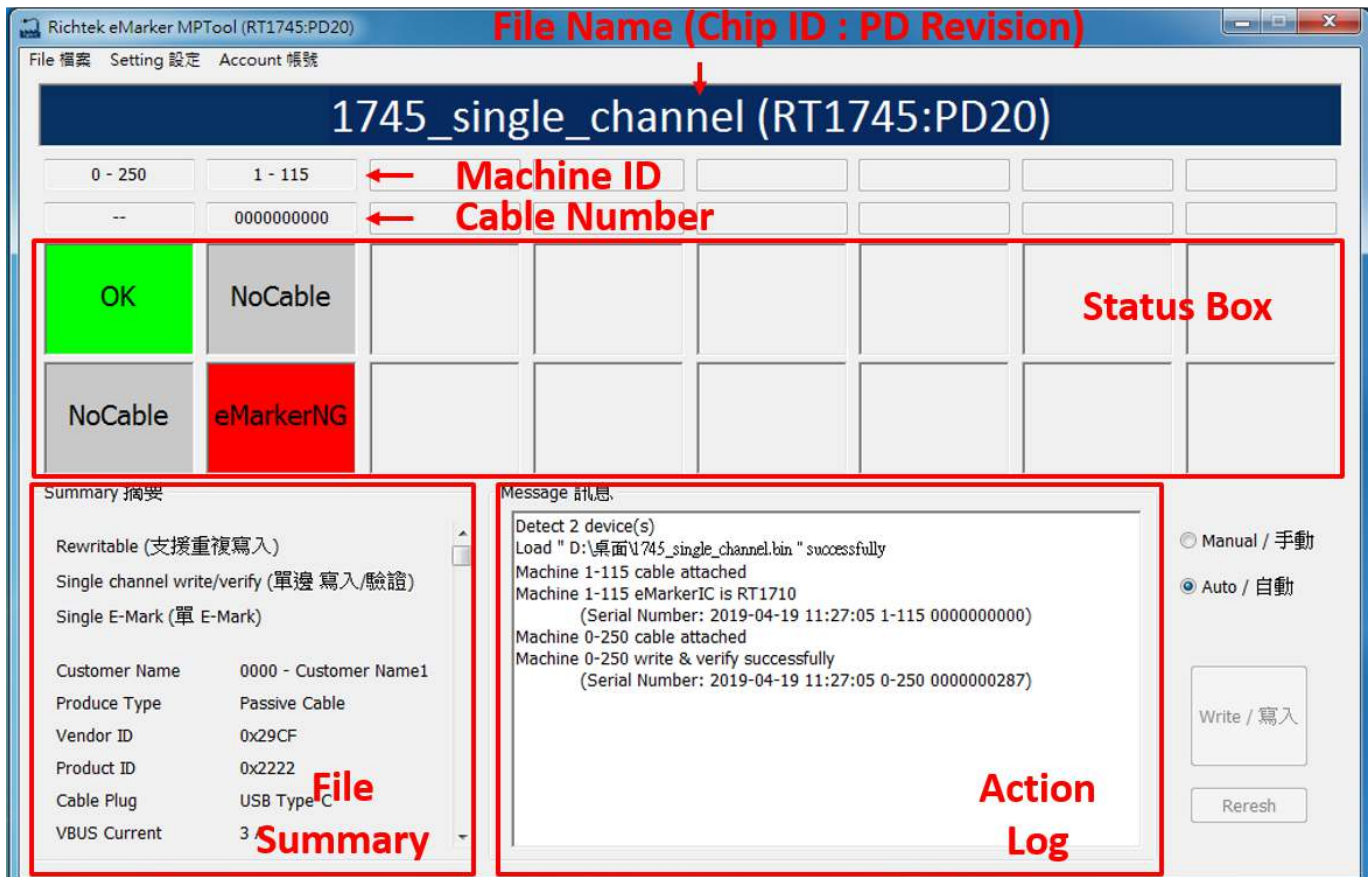 Richtek eMarker MPTool (RT1745:PD20)
File Name (Chip ID : PD Revision)
File 檔案 Setting 設定 Account 帳號
1745_single_channel (RT1745:PD20)
0 - 250 1 - 115 Machine ID
-- 0000000000 Cable Number
OK NoCable Status Box
NoCable eMarkerNG
Summary 摘要
Rewritable (支援重複寫入)
Single channel write/verify (單邊 寫入/驗證)
Single E-Mark (單 E-Mark)
Customer Name 0000 - Customer Name1
Produce Type Passive Cable
Vendor ID 0x29CF
Product ID 0x2222
Cable Plug USB Type C
VBUS Current 3 A
File
Summary
Message 訊息
Detect 2 device(s)
Load " D:\桌面\1745_single_channel.bin " successfully
Machine 1-115 cable attached
Machine 1-115 eMarkerIC is RT1710
(Serial Number: 2019-04-19 11:27:05 1-115 0000000000)
Machine 0-250 cable attached
Machine 0-250 write & verify successfully
(Serial Number: 2019-04-19 11:27:05 0-250 0000000287)
Action
Log
Manual / 手動
Auto / 自動
Write / 寫入
Reresh